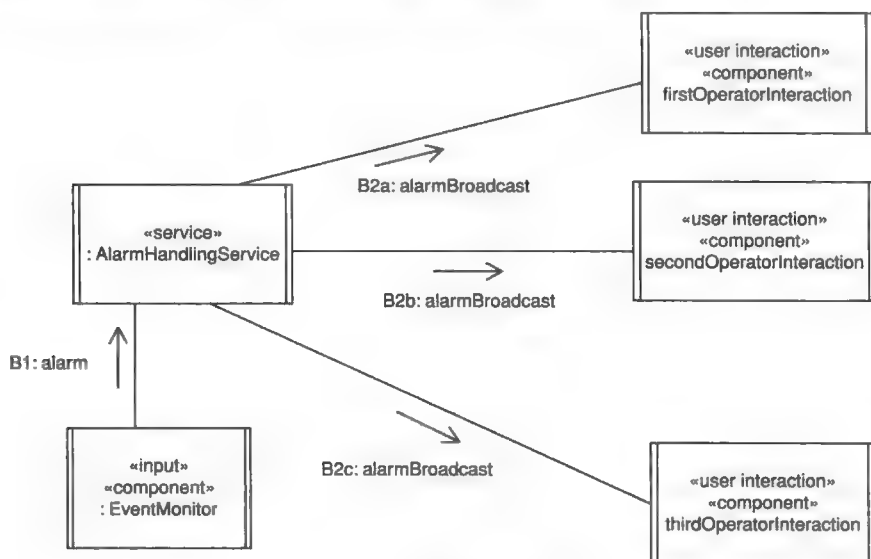 «user interaction»
«component»
firstOperatorInteraction
B2a: alarmBroadcast
«service»
: AlarmHandlingService
«user interaction»
«component»
secondOperatorInteraction
B2b: alarmBroadcast
B1: alarm
«input»
«component»
: EventMonitor
B2c: alarmBroadcast
«user interaction»
«component»
thirdOperatorInteraction